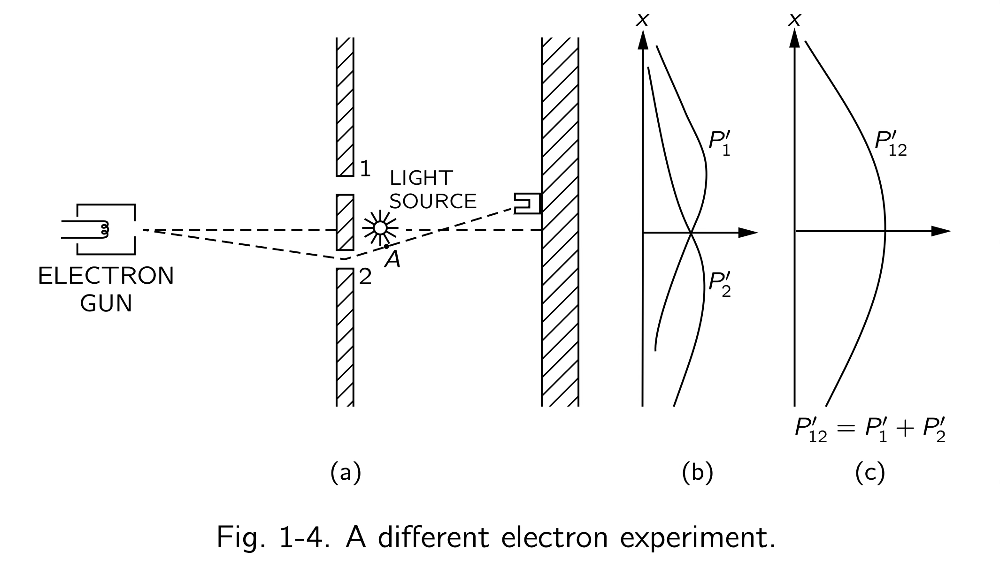 x
x
1
LIGHT
SOURCE
P′₁
P′₁₂
ELECTRON
GUN
A
2
P′₂
P′₁₂ = P′₁ + P′₂
(a)
(b)
(c)
Fig. 1-4. A different electron experiment.